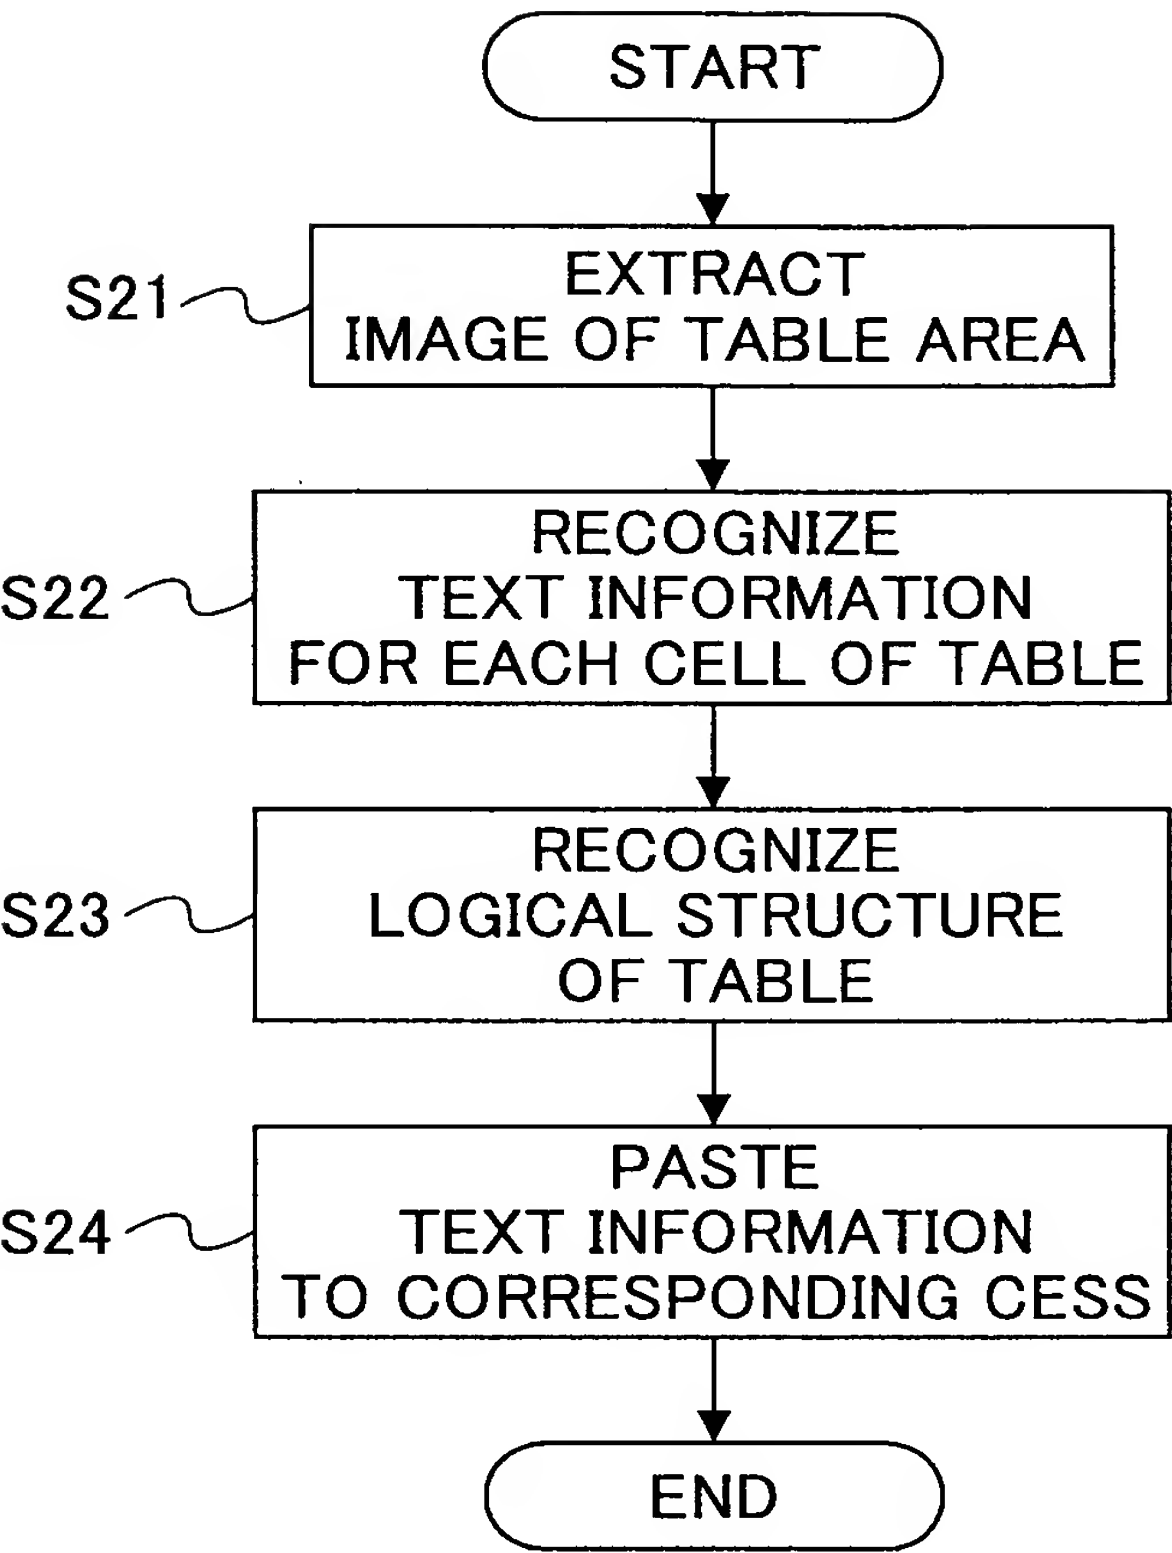 START
S21
EXTRACT
IMAGE OF TABLE AREA
S22
RECOGNIZE
TEXT INFORMATION
FOR EACH CELL OF TABLE
S23
RECOGNIZE
LOGICAL STRUCTURE
OF TABLE
S24
PASTE
TEXT INFORMATION
TO CORRESPONDING CESS
END